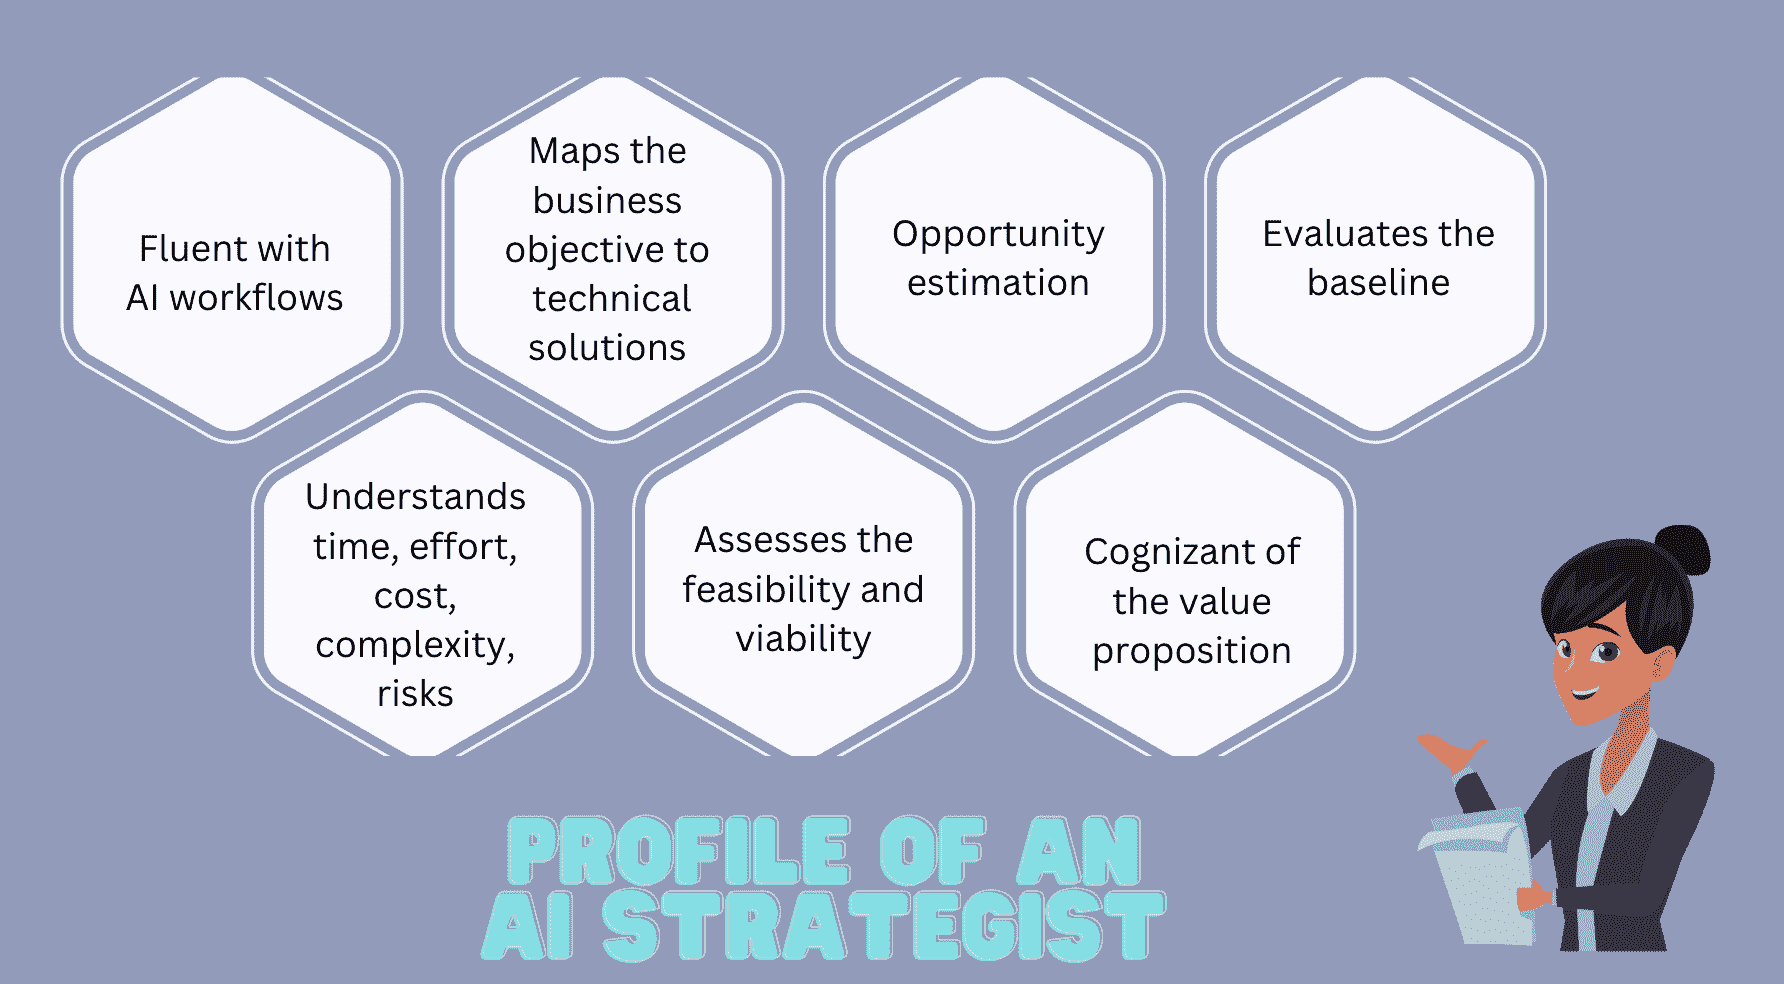 Fluent with
AI workflows
Maps the
business
objective to
technical
solutions
Opportunity
estimation
Evaluates the
baseline
Understands
time, effort,
cost,
complexity,
risks
Assesses the
feasibility and
viability
Cognizant of
the value
proposition
PROFILE OF AN
AI STRATEGIST